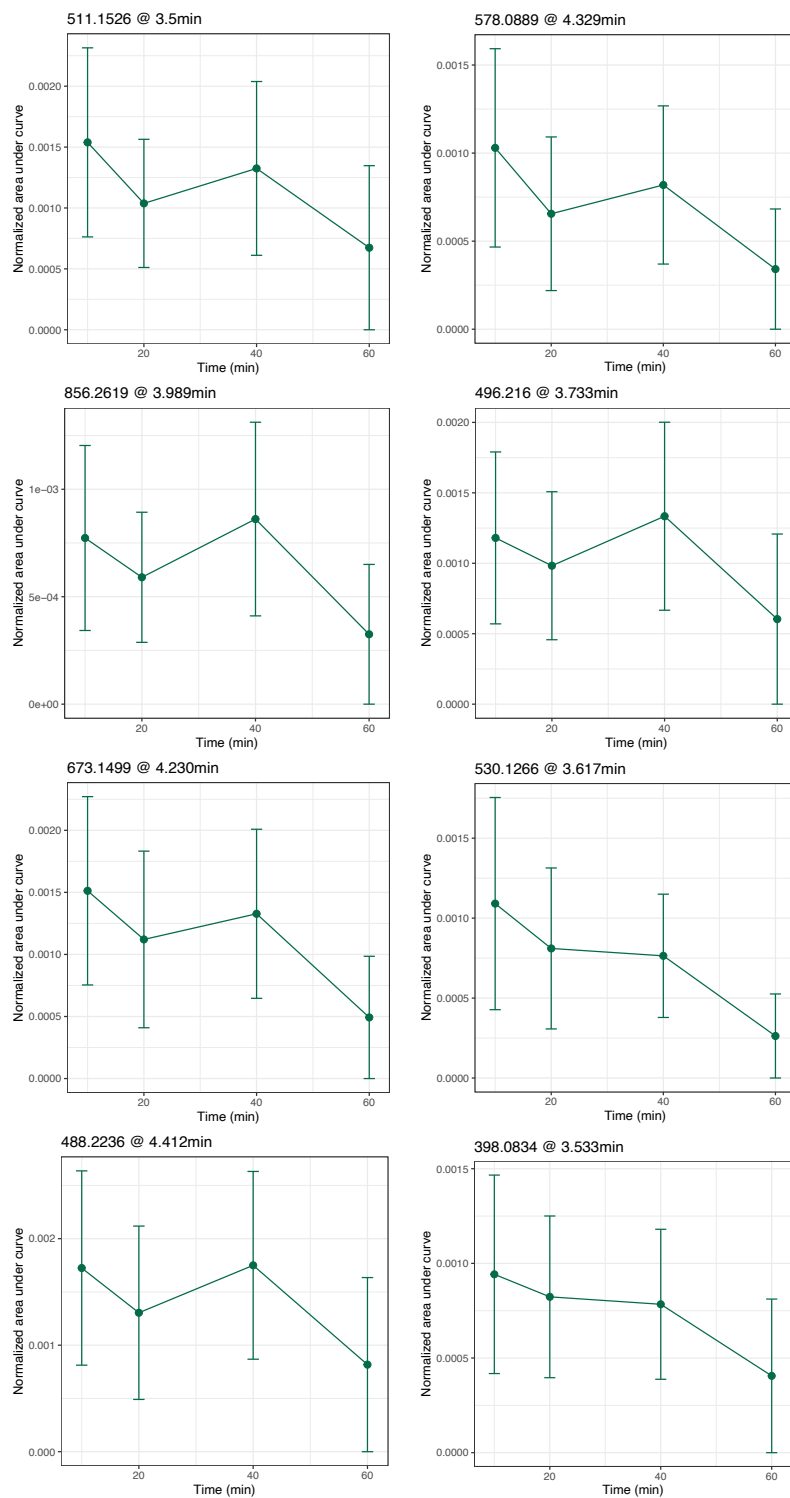 511.1526 @ 3.5min
Normalized area under curve
0.0020
0.0015
0.0010
0.0005
0.0000
20 40 60
Time (min)
578.0889 @ 4.329min
Normalized area under curve
0.0015
0.0010
0.0005
0.0000
20 40 60
Time (min)
856.2619 @ 3.989min
Normalized area under curve
1e−03
5e−04
0e+00
20 40 60
Time (min)
496.216 @ 3.733min
Normalized area under curve
0.0020
0.0015
0.0010
0.0005
0.0000
20 40 60
Time (min)
673.1499 @ 4.230min
Normalized area under curve
0.0020
0.0015
0.0010
0.0005
0.0000
20 40 60
Time (min)
530.1266 @ 3.617min
Normalized area under curve
0.0015
0.0010
0.0005
0.0000
20 40 60
Time (min)
488.2236 @ 4.412min
Normalized area under curve
0.002
0.001
0.000
20 40 60
Time (min)
398.0834 @ 3.533min
Normalized area under curve
0.0015
0.0010
0.0005
0.0000
20 40 60
Time (min)